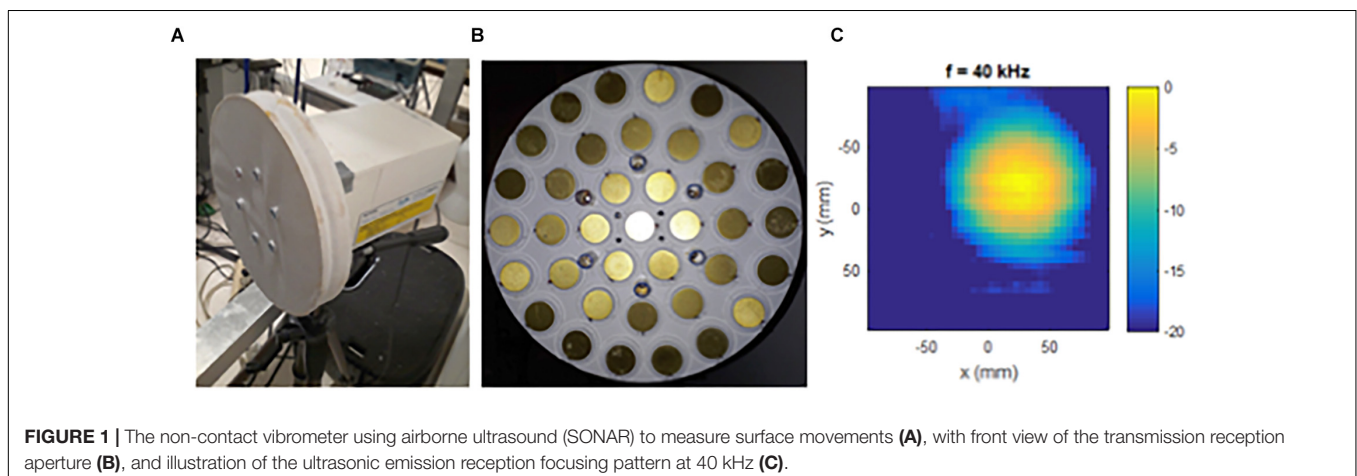 A
B
C
f = 40 kHz
0
-5
-10
-15
-20
-50
0
50
y (mm)
-50
0
50
x (mm)
FIGURE 1 | The non-contact vibrometer using airborne ultrasound (SONAR) to measure surface movements (A), with front view of the transmission reception
aperture (B), and illustration of the ultrasonic emission reception focusing pattern at 40 kHz (C).